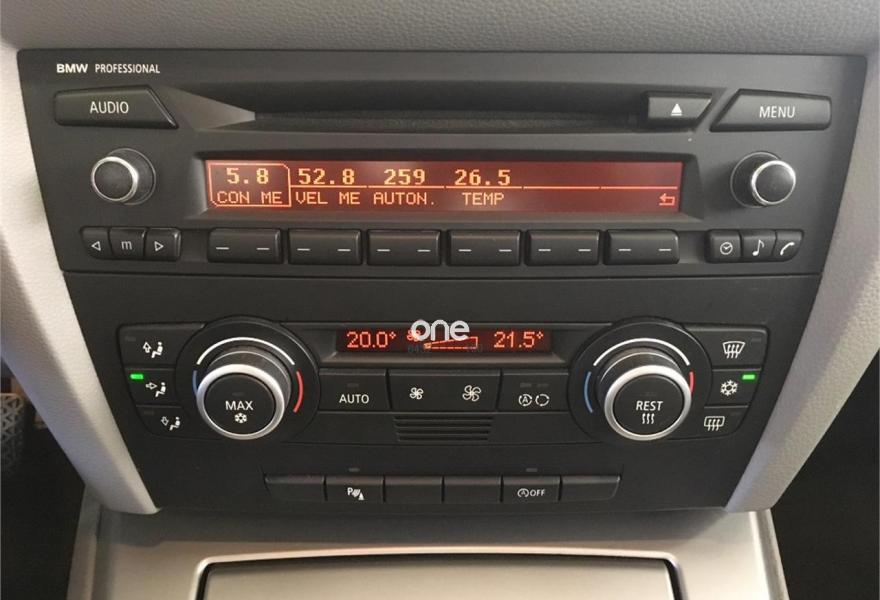 BMW PROFESSIONAL
AUDIO
MENU
5.8 52.8 259 26.5
CON ME VEL ME AUTON. TEMP
m
20.0° 21.5°
one
MAX
AUTO
A
REST
P
A OFF